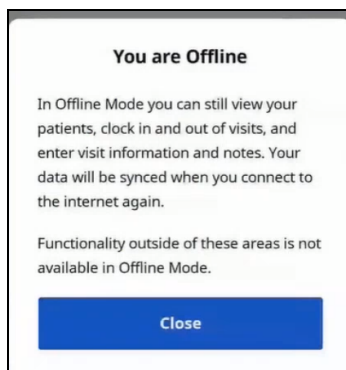 You are Offline
In Offline Mode you can still view your
patients, clock in and out of visits, and
enter visit information and notes. Your
data will be synced when you connect to
the internet again.
Functionality outside of these areas is not
available in Offline Mode.
Close